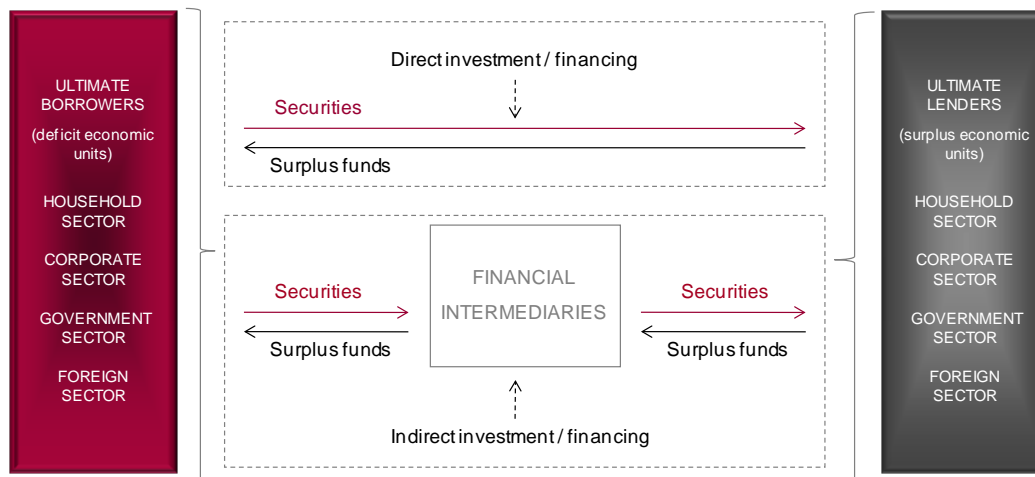 ULTIMATE
BORROWERS
(deficit economic
units)
HOUSEHOLD
SECTOR
CORPORATE
SECTOR
GOVERNMENT
SECTOR
FOREIGN
SECTOR
Direct investment / financing
Securities
Surplus funds
FINANCIAL
INTERMEDIARIES
Securities
Surplus funds
Securities
Surplus funds
Indirect investment / financing
ULTIMATE
LENDERS
(surplus economic
units)
HOUSEHOLD
SECTOR
CORPORATE
SECTOR
GOVERNMENT
SECTOR
FOREIGN
SECTOR